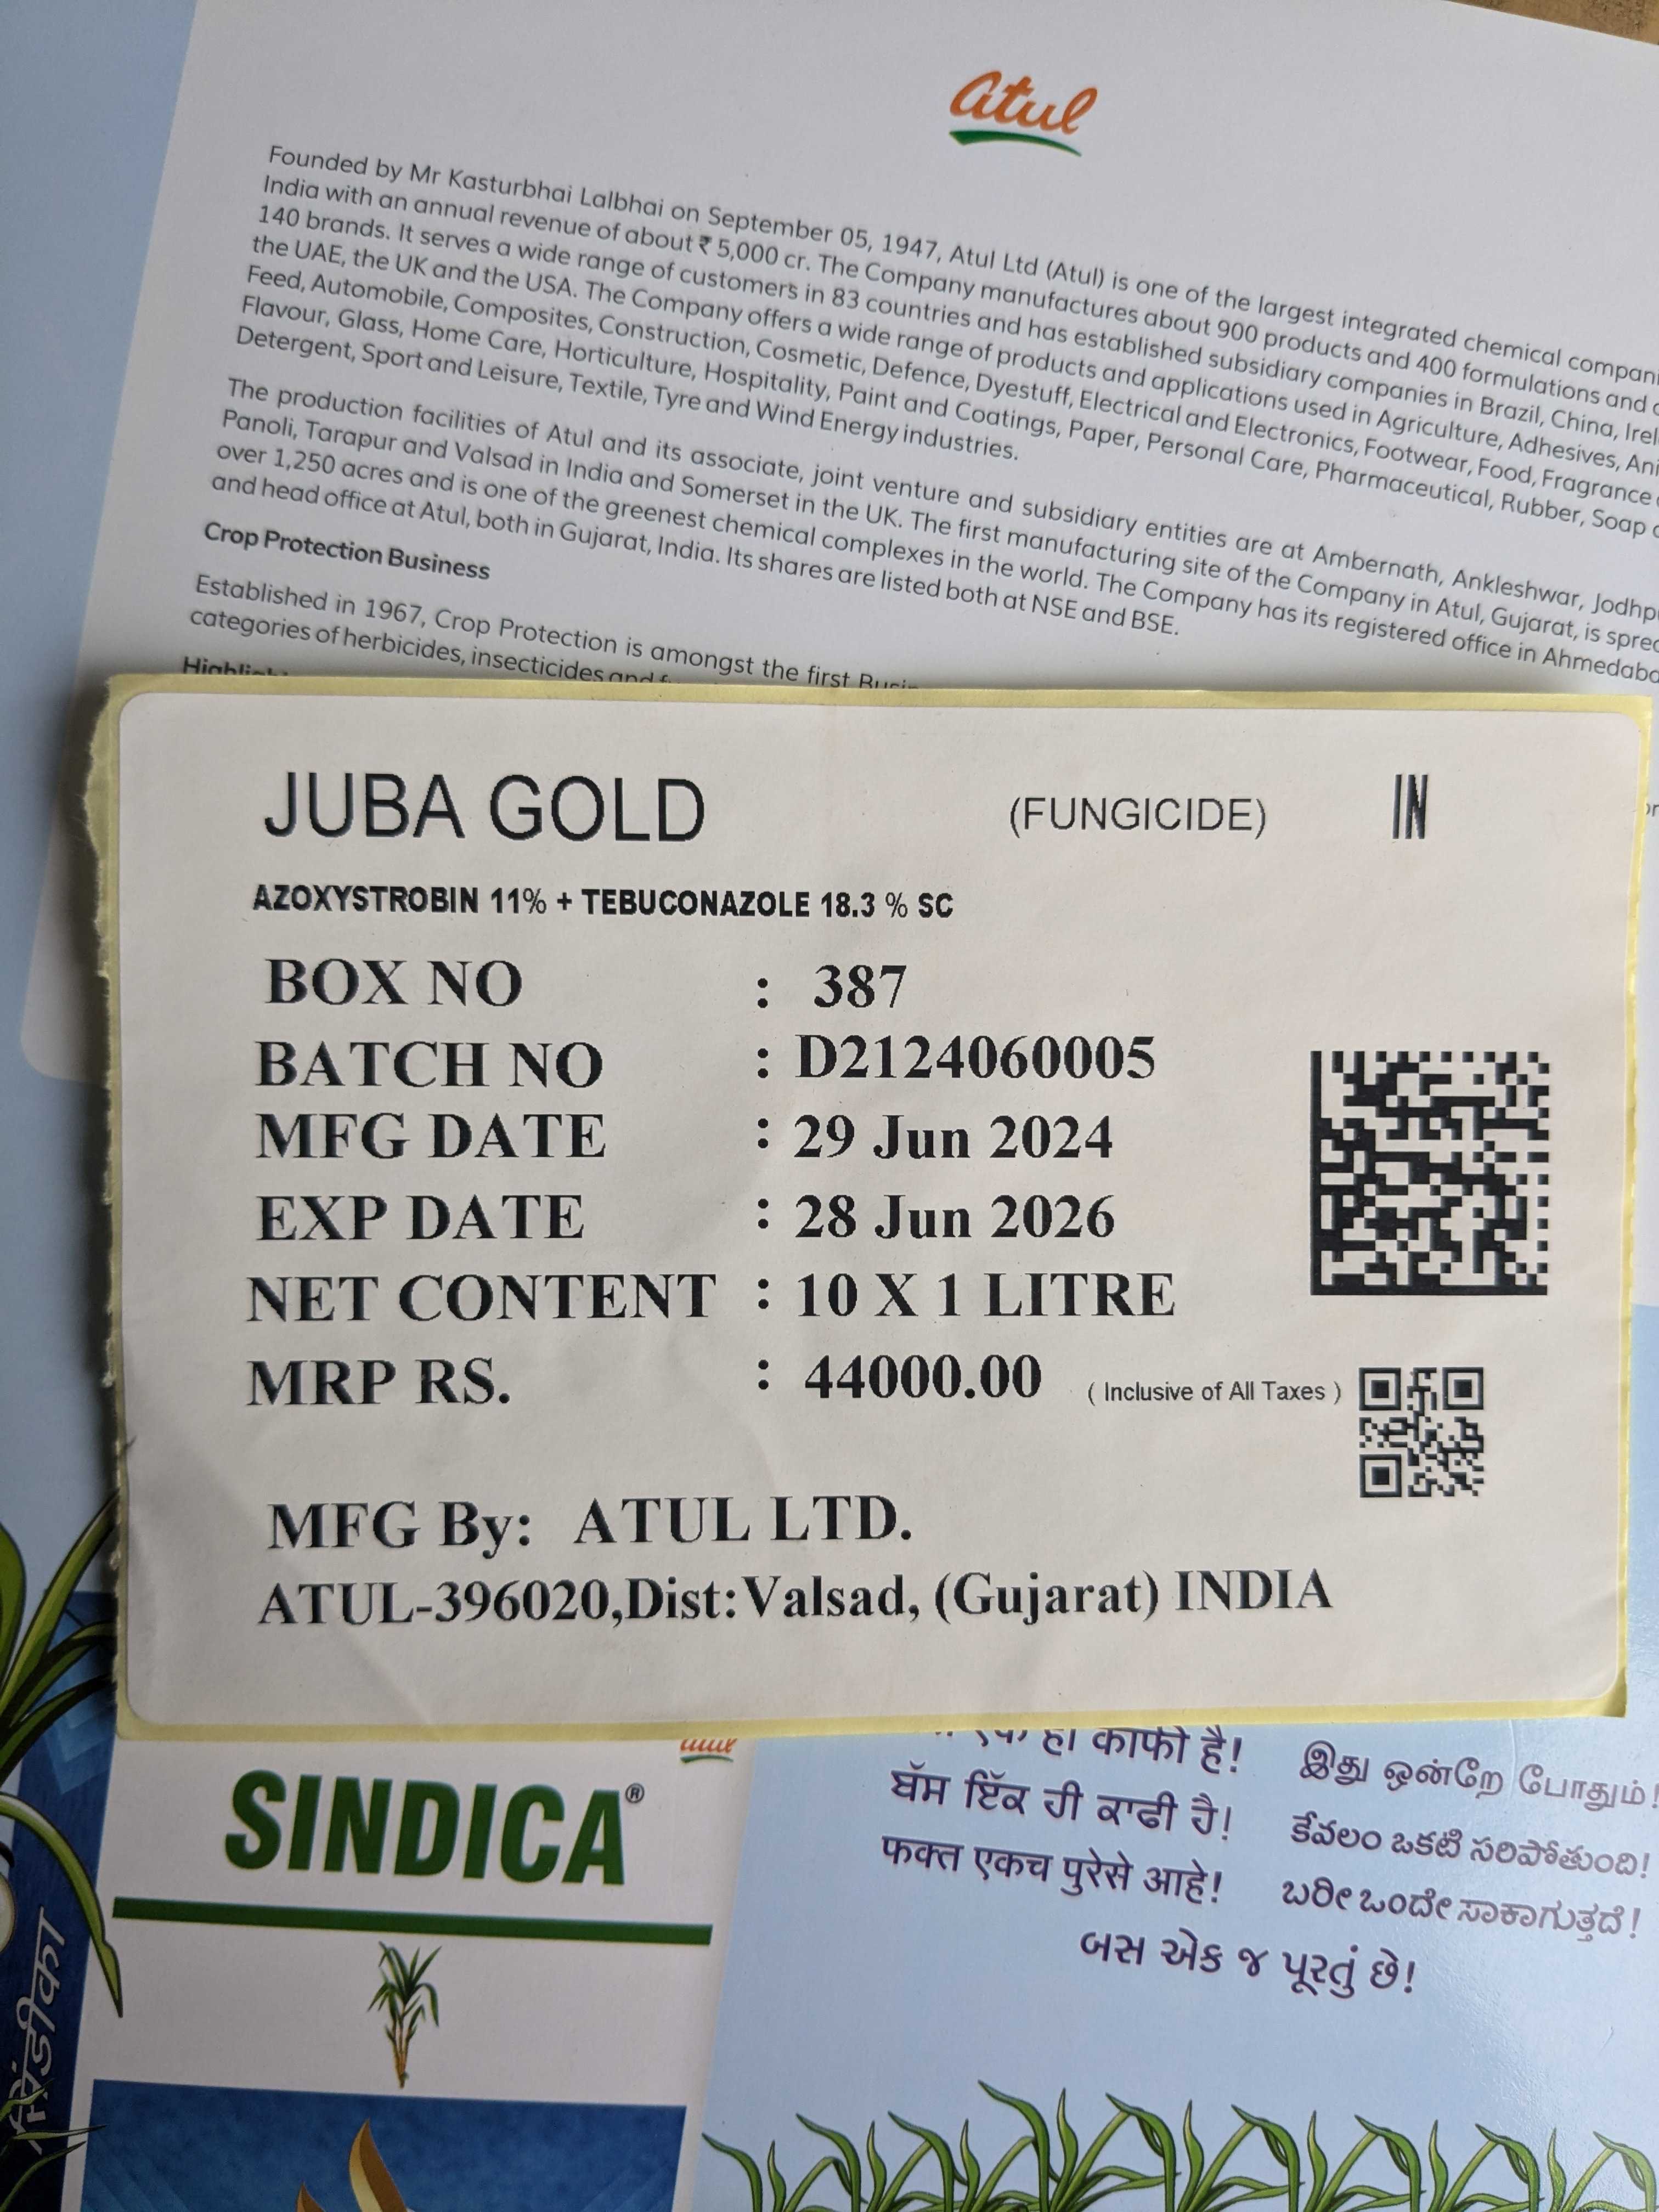 atul
Founded by Mr Kasturbhai Lalbhai on September 05, 1947, Atul Ltd (Atul) is one of the largest integrated chemical
India with an annual revenue of about ₹ 5,000 cr. The Company manufactures about 900 products and 400 formulations and
140 brands. It serves a wide range of customers in 83 countries and has established subsidiary companies in Brazil, China,
the UAE, the UK and the USA. The Company offers a wide range of products and applications used in Agriculture, Adhesives,
Feed, Automobile, Composites, Construction, Cosmetic, Defence, Dyestuff, Electrical and Electronics, Footwear, Food, Fragrance
Flavour, Glass, Home Care, Horticulture, Hospitality, Paint and Coatings, Paper, Personal Care, Pharmaceutical, Rubber, Soap
Detergent, Sport and Leisure, Textile, Tyre and Wind Energy industries.
The production facilities of Atul and its associate, joint venture and subsidiary entities are at Ambernath, Ankleshwar,
Panoli, Tarapur and Valsad in India and Somerset in the UK. The first manufacturing site of the Company in Atul, Gujarat, is
over 1,250 acres and is one of the greenest chemical complexes in the world. The Company has its registered office in
and head office at Atul, both in Gujarat, India. Its shares are listed both at NSE and BSE.
Crop Protection Business
Established in 1967, Crop Protection is amongst the first
categories of herbicides, insecticides and
JUBA GOLD (FUNGICIDE) IN
AZOXYSTROBIN 11% + TEBUCONAZOLE 18.3 % SC
BOX NO : 387
BATCH NO : D2124060005
MFG DATE : 29 Jun 2024
EXP DATE : 28 Jun 2026
NET CONTENT : 10 X 1 LITRE
MRP RS. : 44000.00 ( Inclusive of All Taxes )
MFG By: ATUL LTD.
ATUL-396020,Dist:Valsad, (Gujarat) INDIA
atul
SINDICA®
सिंडीका
एक ही काफी है!
ਬੱਸ ਇੱਕ ਹੀ ਕਾਫੀ ਹੈ!
फक्त एकच पुरेसे आहे!
இது ஒன்றே போதும்!
కేవలం ఒకటి సరిపోతుంది!
ಬರೀ ಒಂದೇ ಸಾಕಾಗುತ್ತದೆ!
બસ એક જ પૂરતું છે!